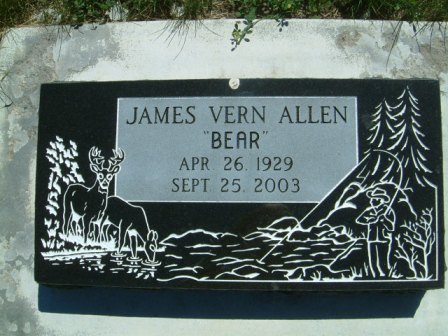 JAMES VERN ALLEN
"BEAR"
APR. 26, 1929
SEPT. 25, 2003